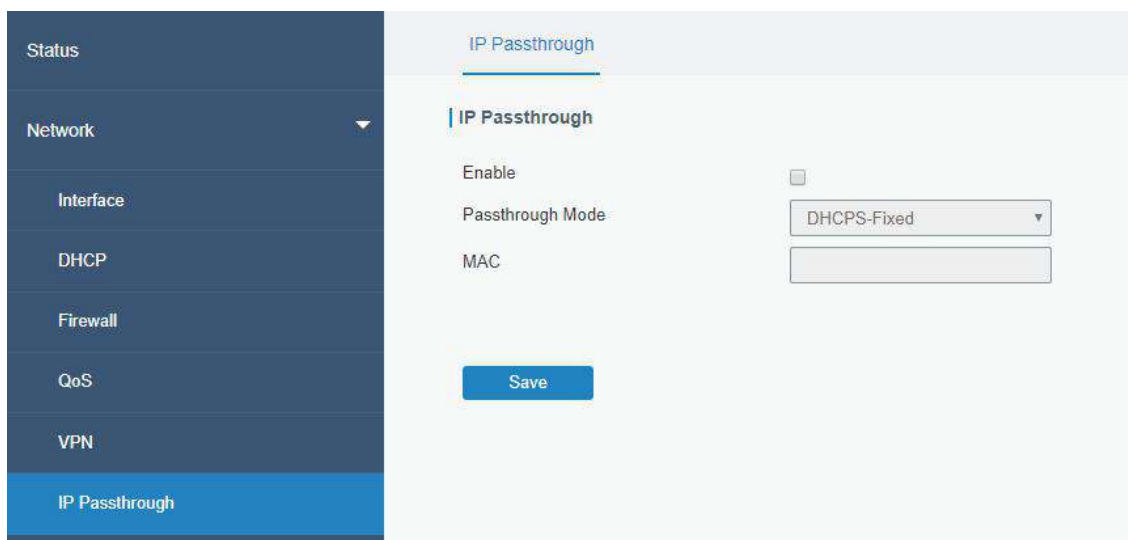 Status
Network
Interface
DHCP
Firewall
QoS
VPN
IP Passthrough
IP Passthrough
IP Passthrough
Enable
Passthrough Mode
DHCPS-Fixed
MAC
Save